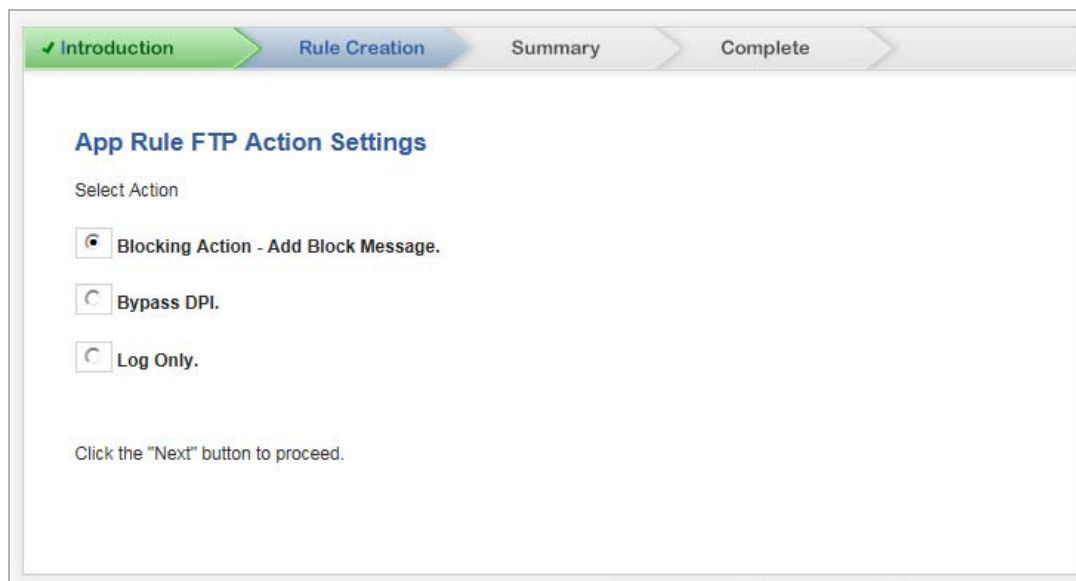 Introduction Rule Creation Summary Complete
App Rule FTP Action Settings
Select Action
Blocking Action - Add Block Message.
Bypass DPI.
Log Only.
Click the "Next" button to proceed.